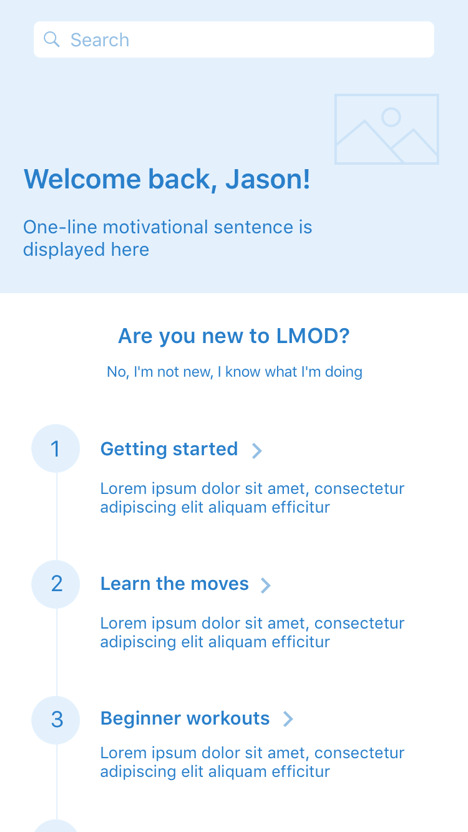 Search
Welcome back, Jason!
One-line motivational sentence is
displayed here
Are you new to LMOD?
No, I'm not new, I know what I'm doing
1
Getting started
Lorem ipsum dolor sit amet, consectetur
adipiscing elit aliquam efficitur
2
Learn the moves
Lorem ipsum dolor sit amet, consectetur
adipiscing elit aliquam efficitur
3
Beginner workouts
Lorem ipsum dolor sit amet, consectetur
adipiscing elit aliquam efficitur